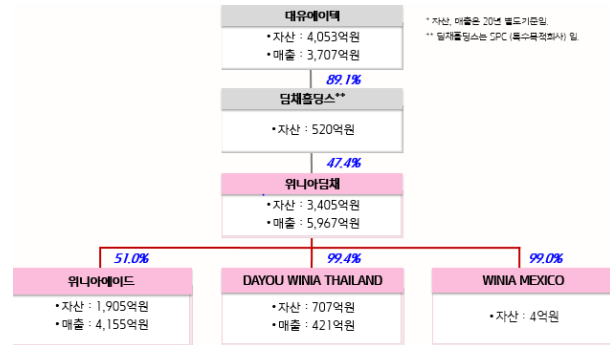 대유에이텍
• 자산 : 4,053억원
• 매출 : 3,707억원
* 자산, 매출은 20년 별도기준임.
** 딤채홀딩스는 SPC (특수목적회사) 임.
89.1%
딤채홀딩스**
• 자산 : 520억원
47.4%
위니아딤채
• 자산 : 3,405억원
• 매출 : 5,967억원
51.0%
99.4%
99.0%
위니아에이드
• 자산 : 1,905억원
• 매출 : 4,155억원
DAYOU WINIA THAILAND
• 자산 : 707억원
• 매출 : 421억원
WINIA MEXICO
• 자산 : 4억원